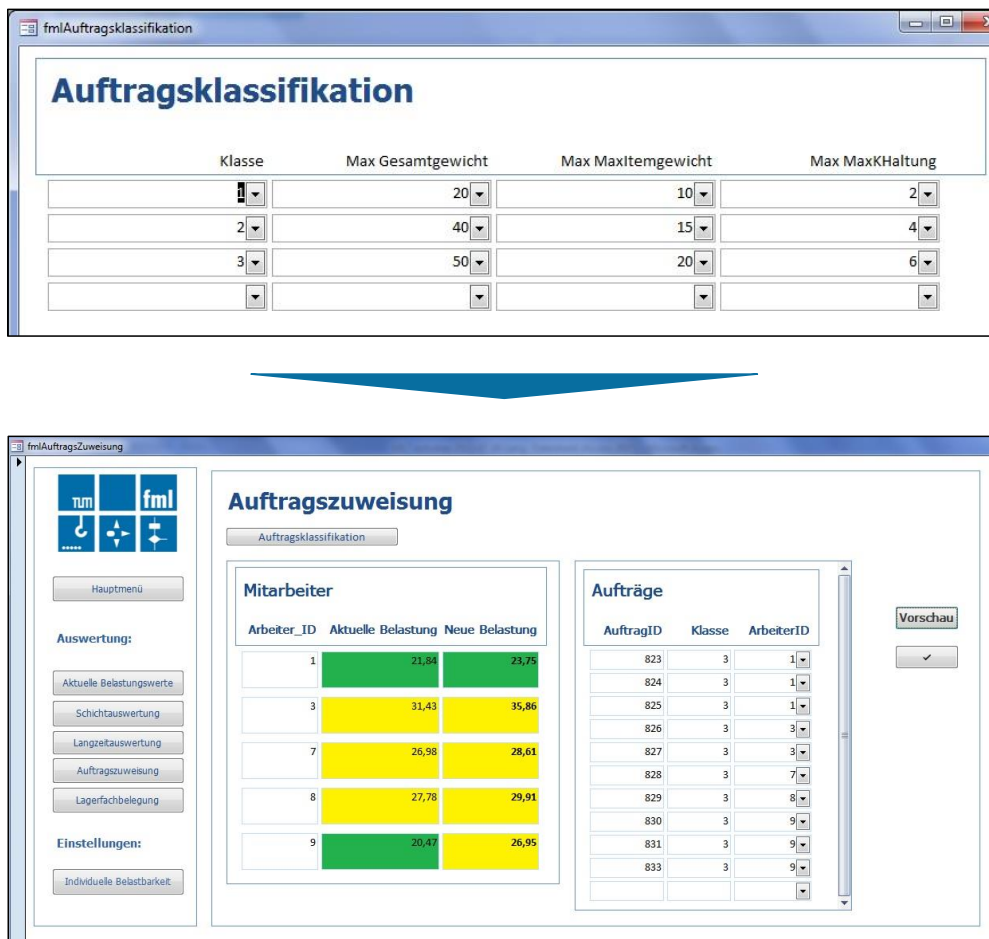 fmlAuftragsklassifikation
Auftragsklassifikation
Klasse Max Gesamtgewicht Max MaxItemgewicht Max MaxKHaltung
1 20 10 2
2 40 15 4
3 50 20 6
fmlAuftragsZuweisung
TUM fml
Hauptmenü
Auswertung:
Aktuelle Belastungswerte
Schichtauswertung
Langzeitauswertung
Auftragszuweisung
Lagerfachbelegung
Einstellungen:
Individuelle Belastbarkeit
Auftragszuweisung
Auftragsklassifikation
Mitarbeiter
Arbeiter_ID Aktuelle Belastung Neue Belastung
1 21,84 23,75
3 31,43 35,86
7 26,98 28,61
8 27,78 29,91
9 20,47 26,95
Aufträge
AuftragID Klasse ArbeiterID
823 3 1
824 3 1
825 3 1
826 3 3
827 3 3
828 3 7
829 3 8
830 3 9
831 3 9
833 3 9
Vorschau